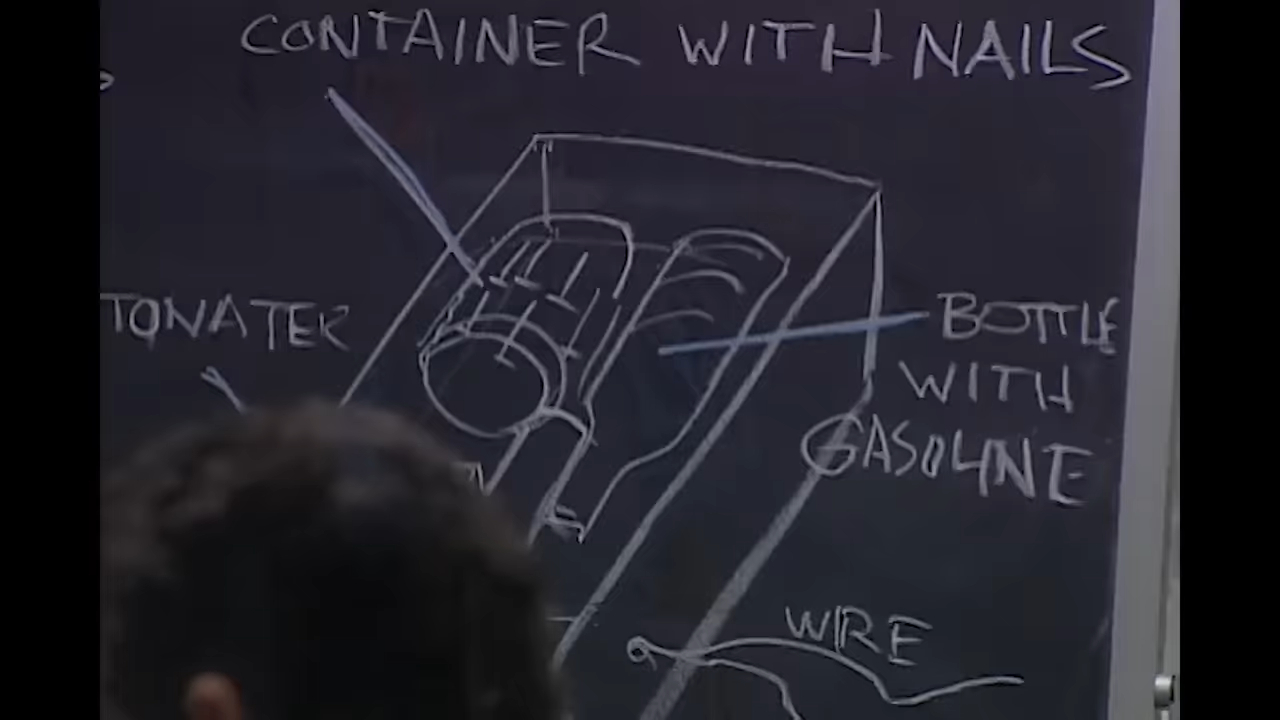 CONTAINER WITH NAILS
TONATER
BOTTLE
WITH
GASOLINE
WIRE